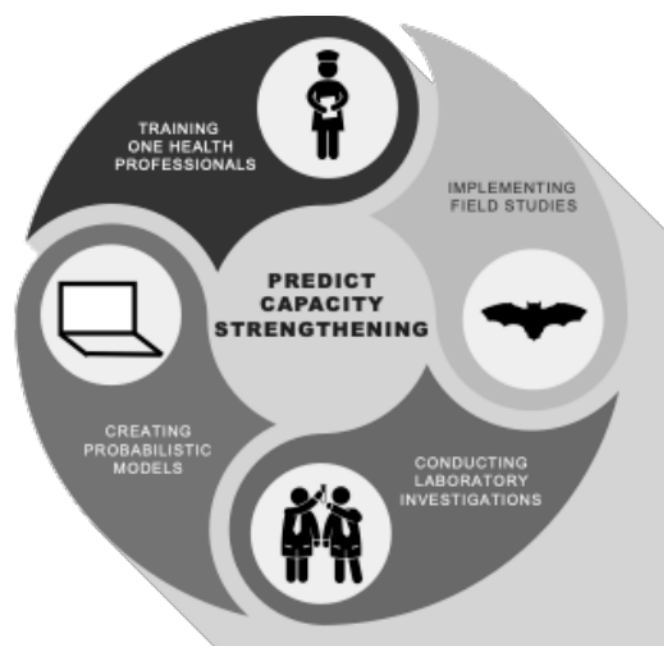 TRAINING
ONE HEALTH
PROFESSIONALS
IMPLEMENTING
FIELD STUDIES
PREDICT
CAPACITY
STRENGTHENING
CREATING
PROBABILISTIC
MODELS
CONDUCTING
LABORATORY
INVESTIGATIONS